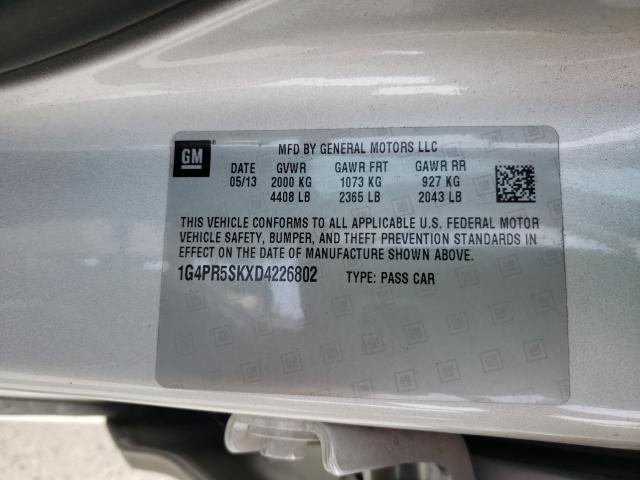 GM
MFD BY GENERAL MOTORS LLC
DATE GVWR GAWR FRT GAWR RR
05/13 2000 KG 1073 KG 927 KG
4408 LB 2365 LB 2043 LB
THIS VEHICLE CONFORMS TO ALL APPLICABLE U.S. FEDERAL MOTOR
VEHICLE SAFETY, BUMPER, AND THEFT PREVENTION STANDARDS IN
EFFECT ON THE DATE OF MANUFACTURE SHOWN ABOVE.
1G4PR5SKXD4226802 TYPE: PASS CAR